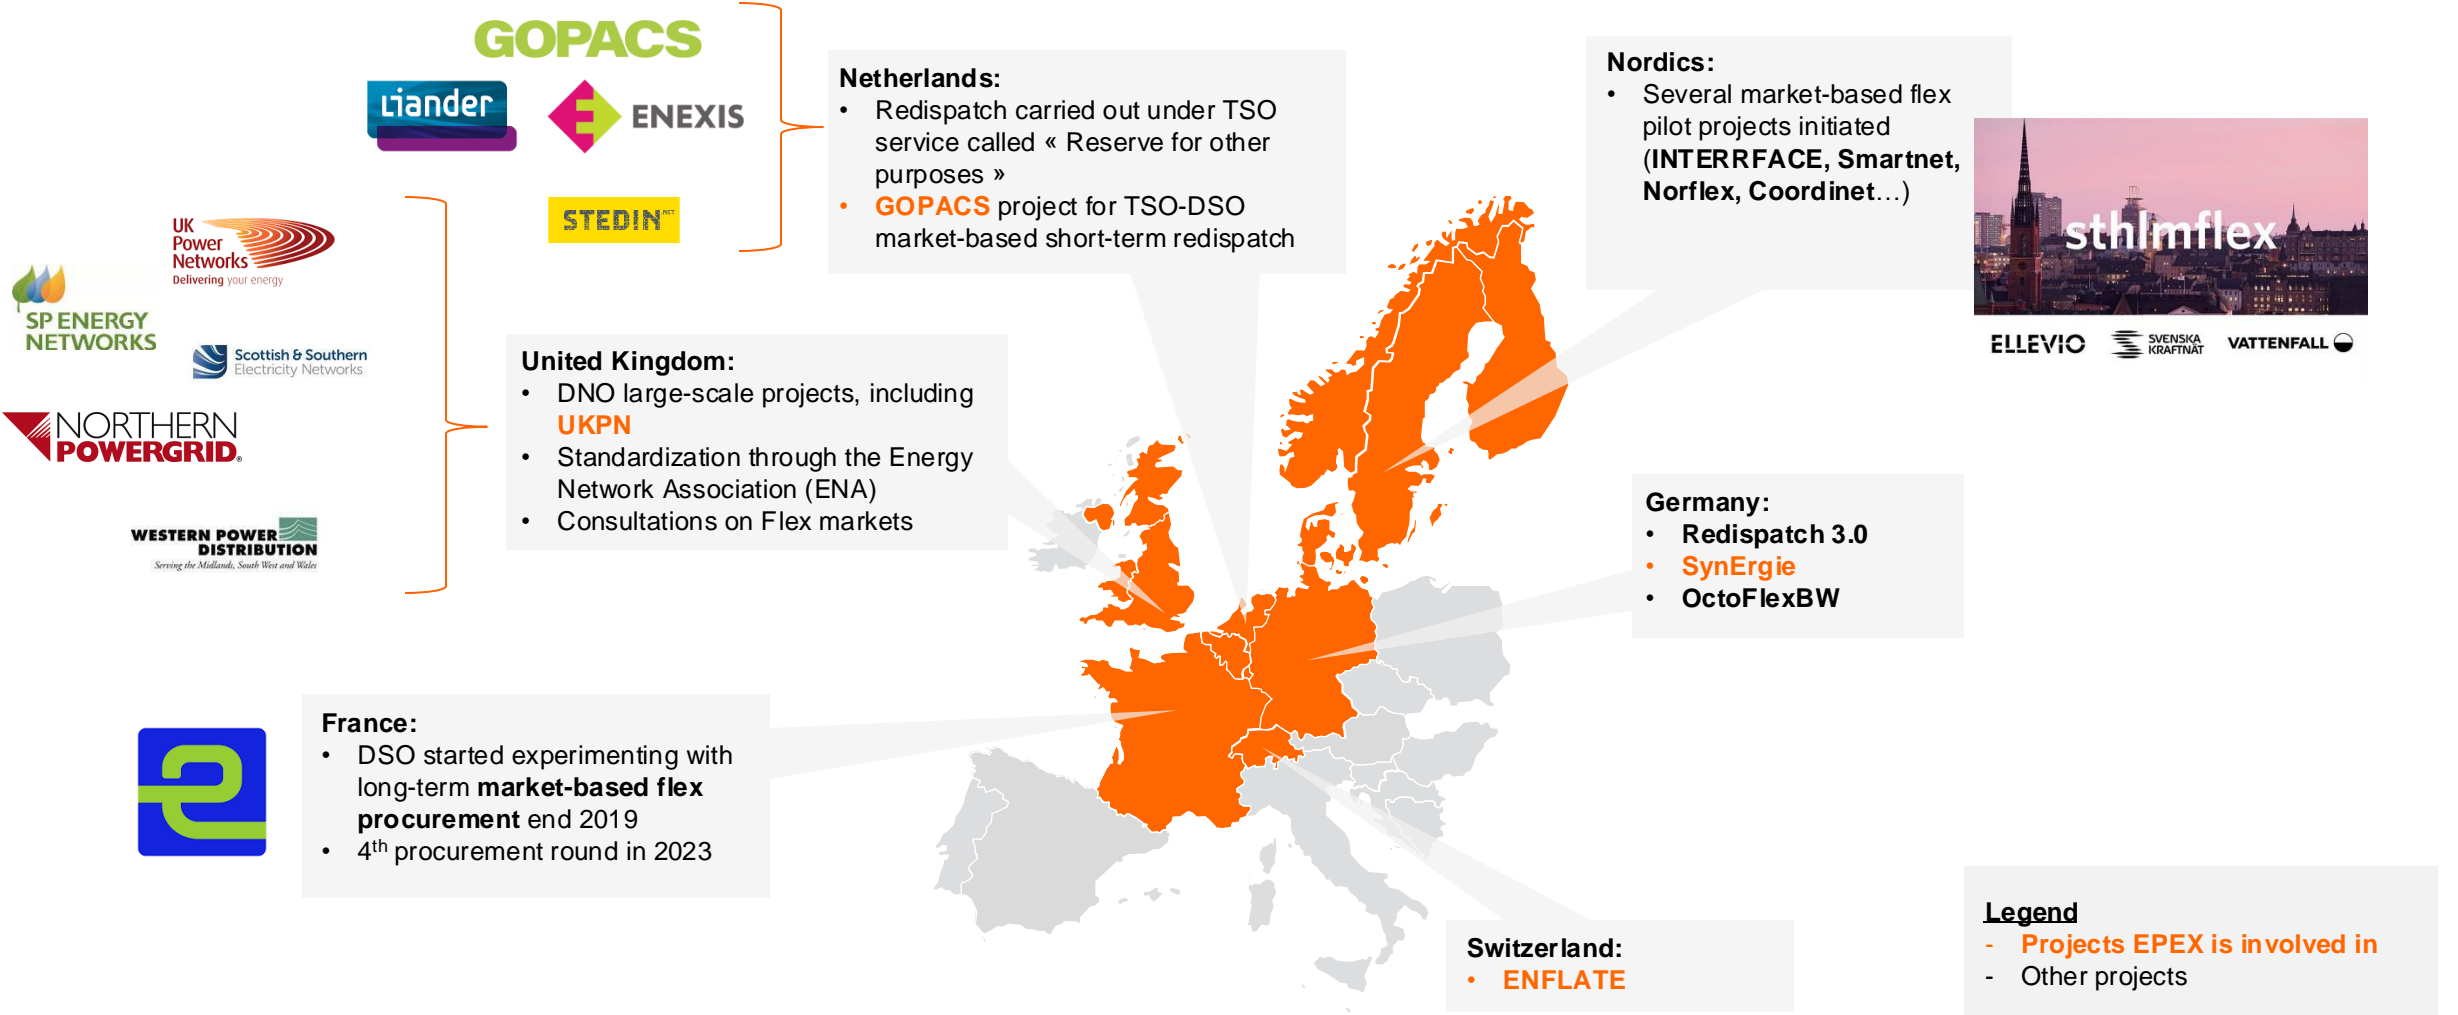 GOPACS
Liander
ENEXIS
STEDIN.NET
UK
Power
Networks
Delivering your energy
SP ENERGY
NETWORKS
Scottish & Southern
Electricity Networks
NORTHERN
POWERGRID
WESTERN POWER
DISTRIBUTION
Serving the Midlands, South West and Wales
Netherlands:
• Redispatch carried out under TSO
service called « Reserve for other
purposes »
• GOPACS project for TSO-DSO
market-based short-term redispatch
Nordics:
• Several market-based flex
pilot projects initiated
(INTERRFACE, Smartnet,
Norflex, Coordinet…)
sthlmflex
ELLEVIO
SVENSKA
KRAFTNÄT
VATTENFALL
United Kingdom:
• DNO large-scale projects, including
UKPN
• Standardization through the Energy
Network Association (ENA)
• Consultations on Flex markets
Germany:
• Redispatch 3.0
• SynErgie
• OctoFlexBW
France:
• DSO started experimenting with
long-term market-based flex
procurement end 2019
• 4th procurement round in 2023
Switzerland:
• ENFLATE
Legend
- Projects EPEX is involved in
- Other projects